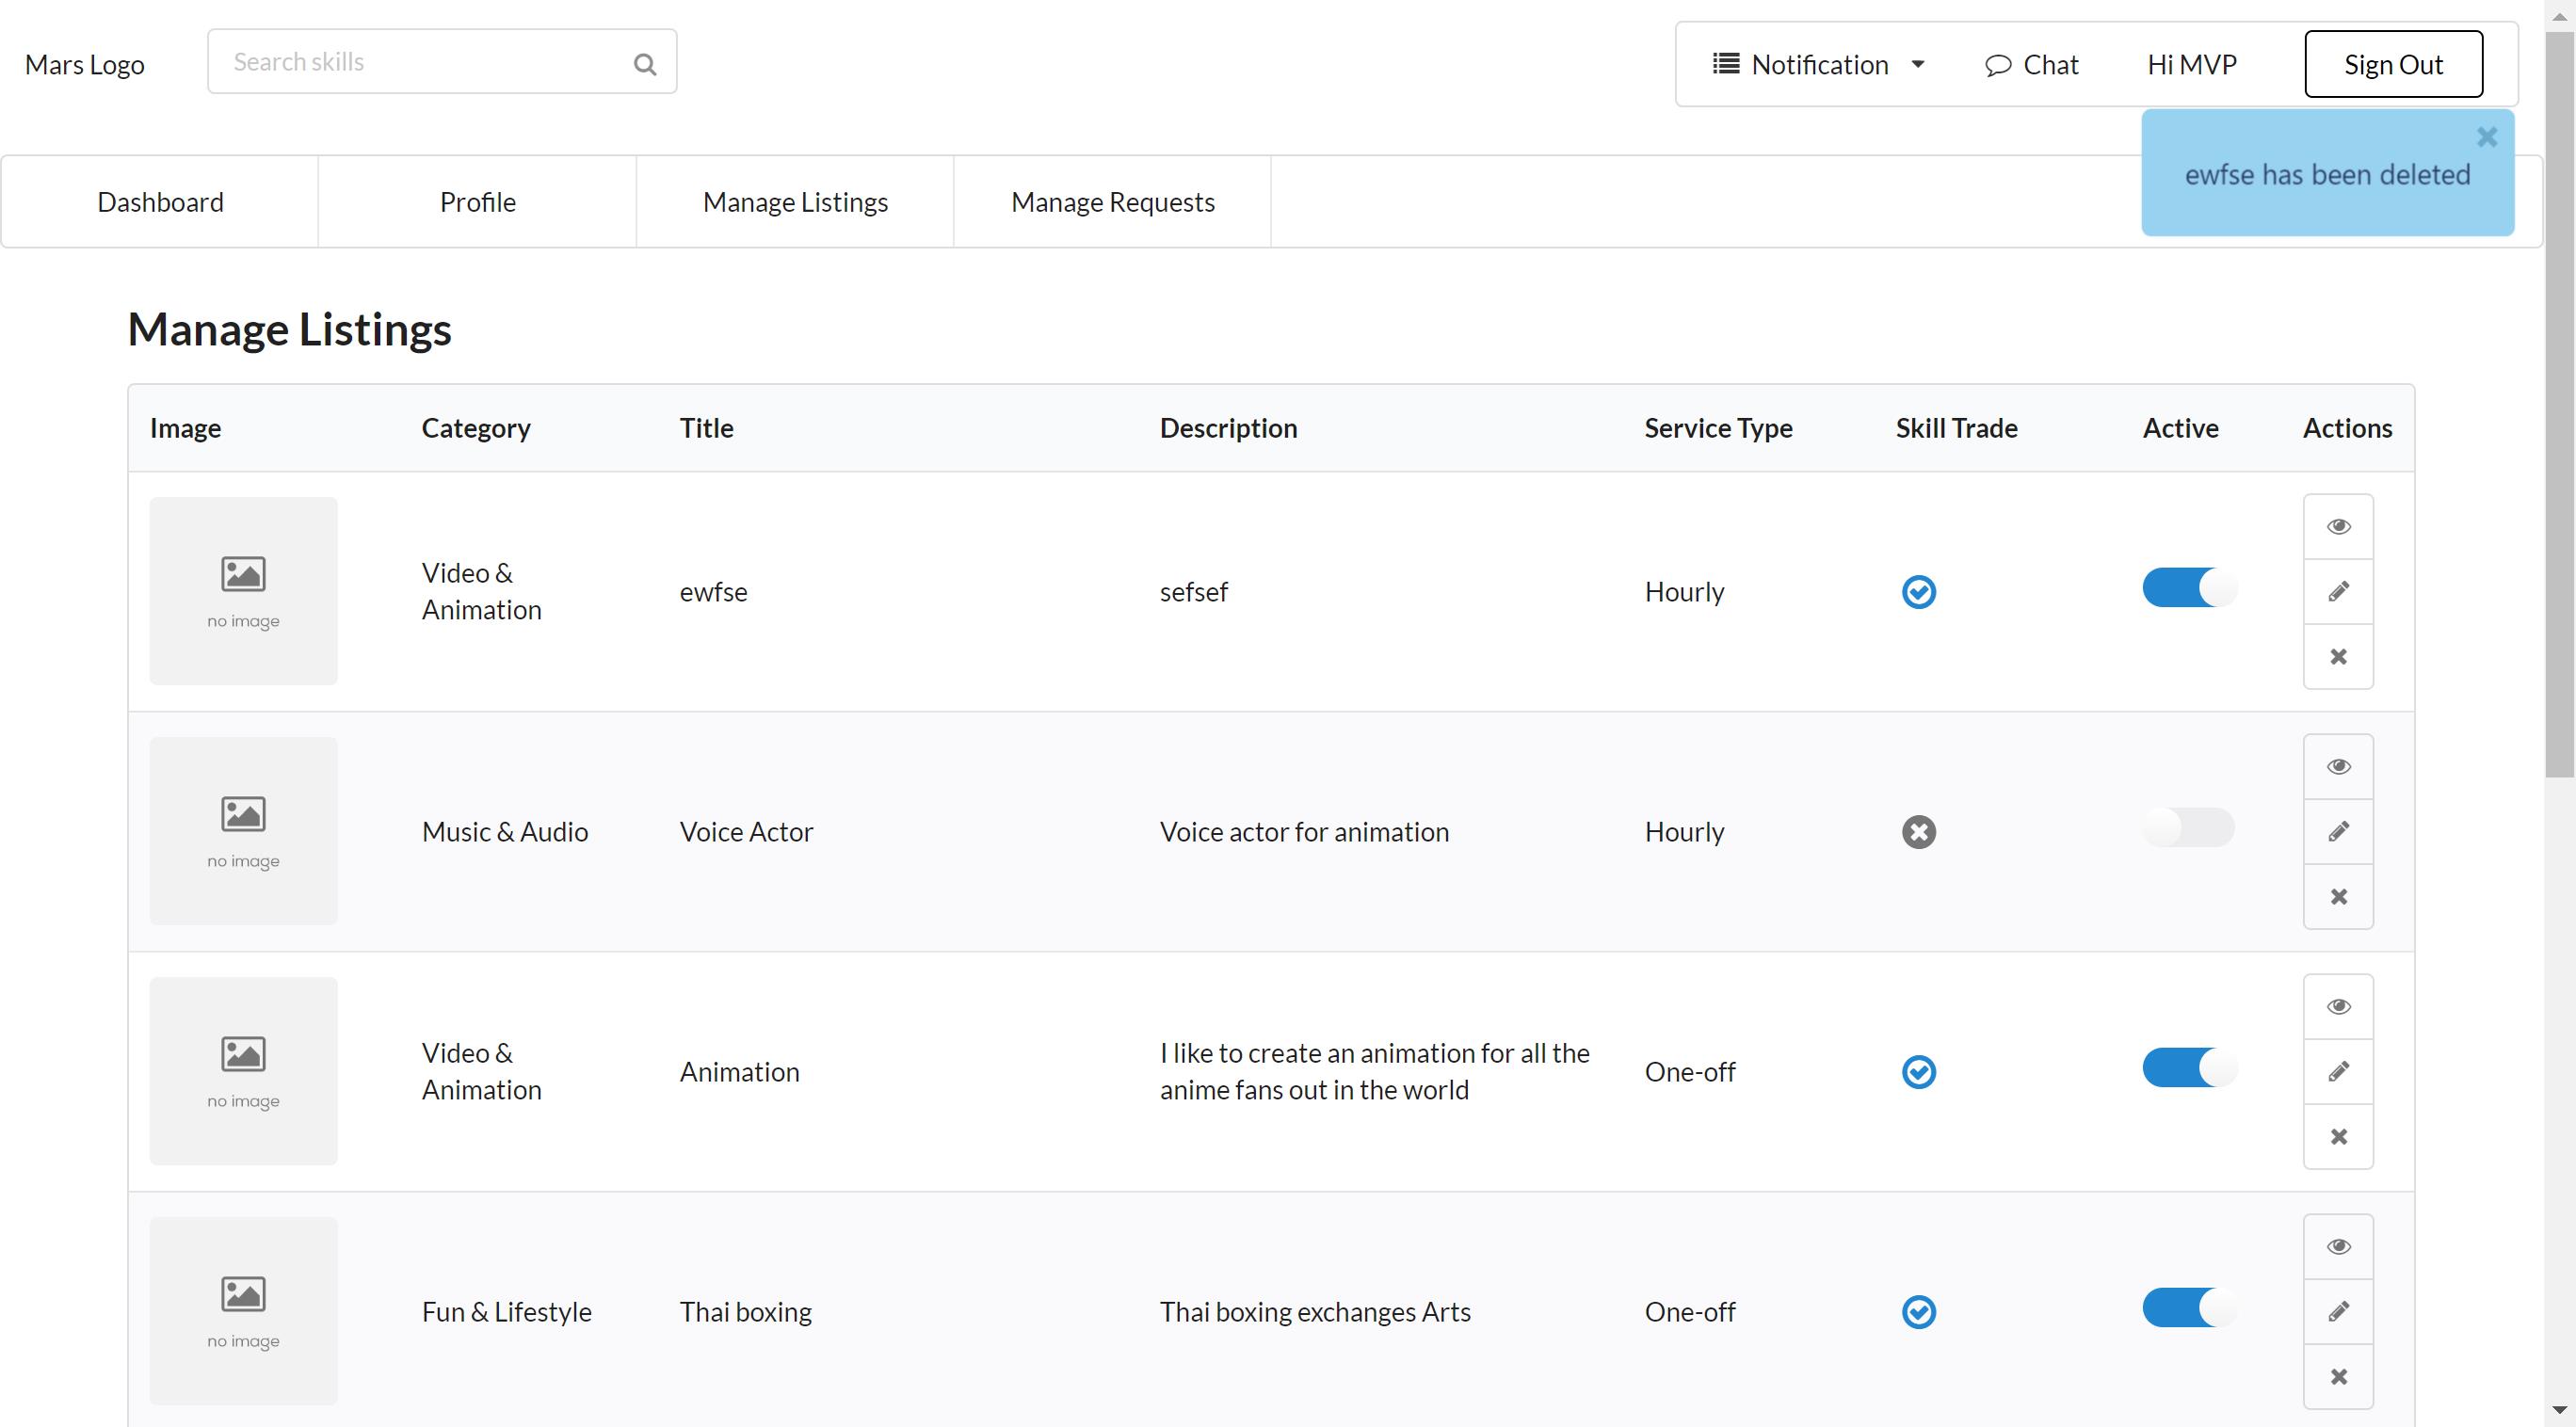 Mars Logo
Search skills
Notification
Chat
Hi MVP
Sign Out
ewfse has been deleted
Dashboard
Profile
Manage Listings
Manage Requests
Manage Listings
Image
Category
Title
Description
Service Type
Skill Trade
Active
Actions
no image
Video &
Animation
ewfse
sefsef
Hourly
no image
Music & Audio
Voice Actor
Voice actor for animation
Hourly
no image
Video &
Animation
Animation
I like to create an animation for all the
anime fans out in the world
One-off
no image
Fun & Lifestyle
Thai boxing
Thai boxing exchanges Arts
One-off